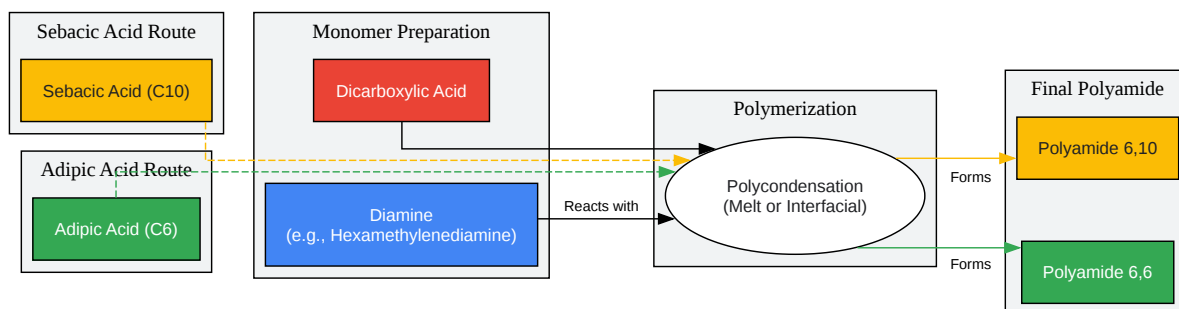 Sebacic Acid Route
Sebacic Acid (C10)
Adipic Acid Route
Adipic Acid (C6)
Monomer Preparation
Dicarboxylic Acid
Diamine
(e.g., Hexamethylenediamine)
Reacts with
Polymerization
Polycondensation
(Melt or Interfacial)
Forms
Forms
Final Polyamide
Polyamide 6,10
Polyamide 6,6